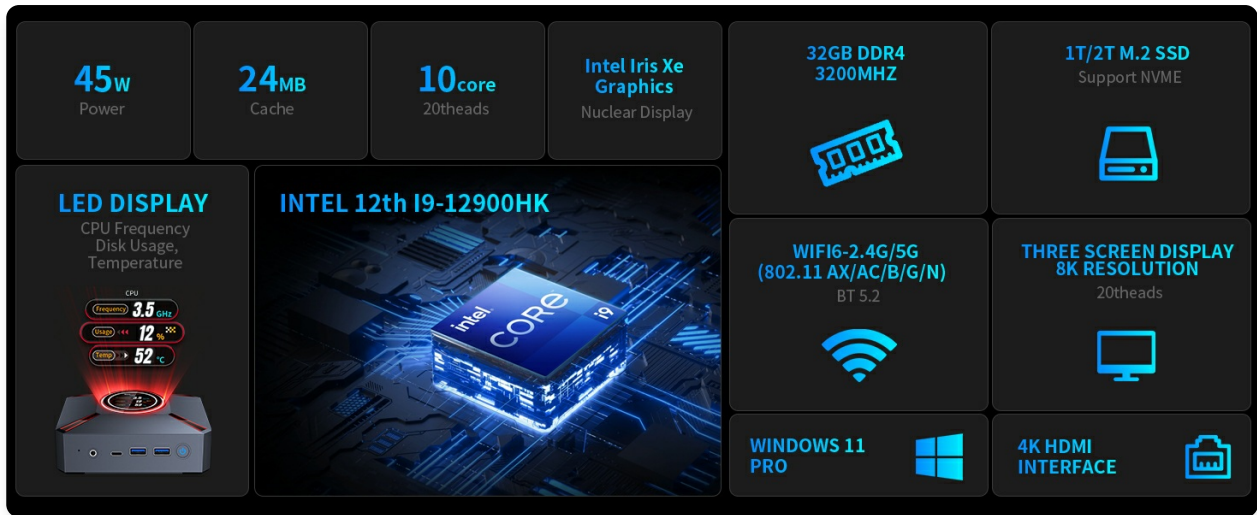 45W
Power
24MB
Cache
10core
20theads
Intel Iris Xe
Graphics
Nuclear Display
32GB DDR4
3200MHZ
1T/2T M.2 SSD
Support NVME
LED DISPLAY
CPU Frequency
Disk Usage,
Temperature
CPU
Frequency 3.5 GHz
Usage 12 %
Temp 52 °C
INTEL 12th I9-12900HK
intel.
CORE
i9
WIFI6-2.4G/5G
(802.11 AX/AC/B/G/N)
BT 5.2
THREE SCREEN DISPLAY
8K RESOLUTION
20theads
WINDOWS 11
PRO
4K HDMI
INTERFACE